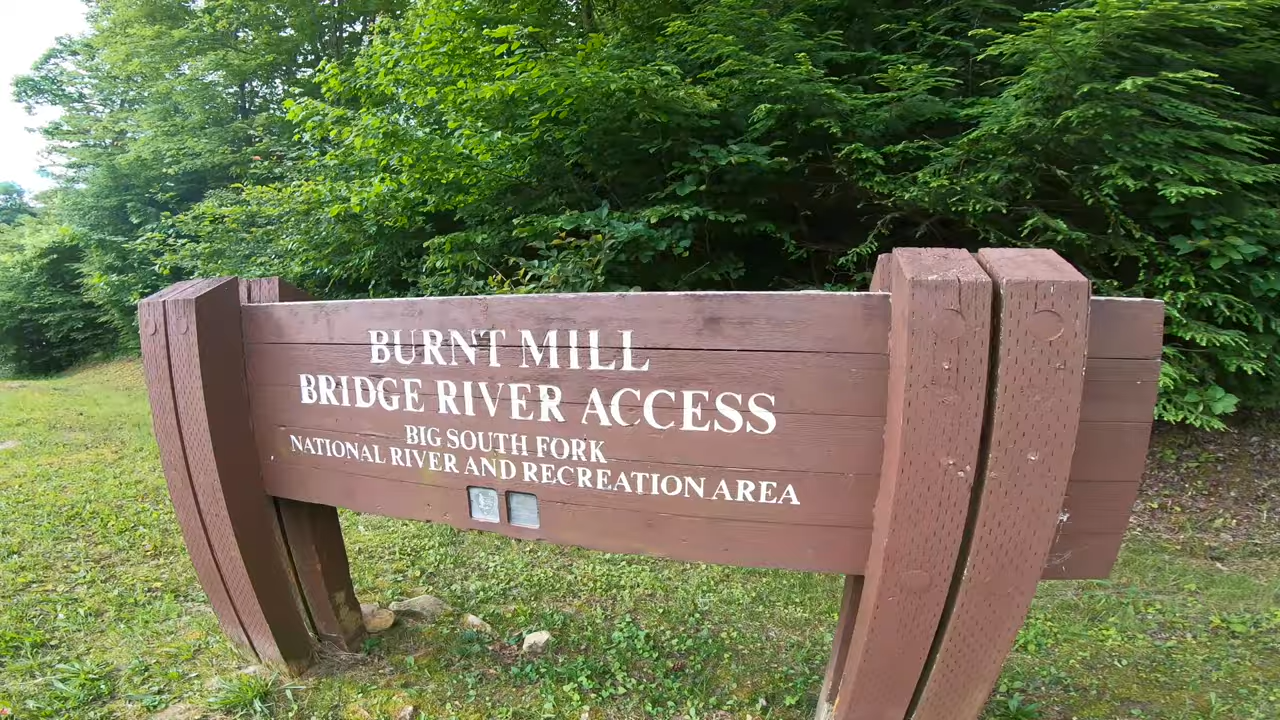 BURNT MILL
BRIDGE RIVER ACCESS
BIG SOUTH FORK
NATIONAL RIVER AND RECREATION AREA